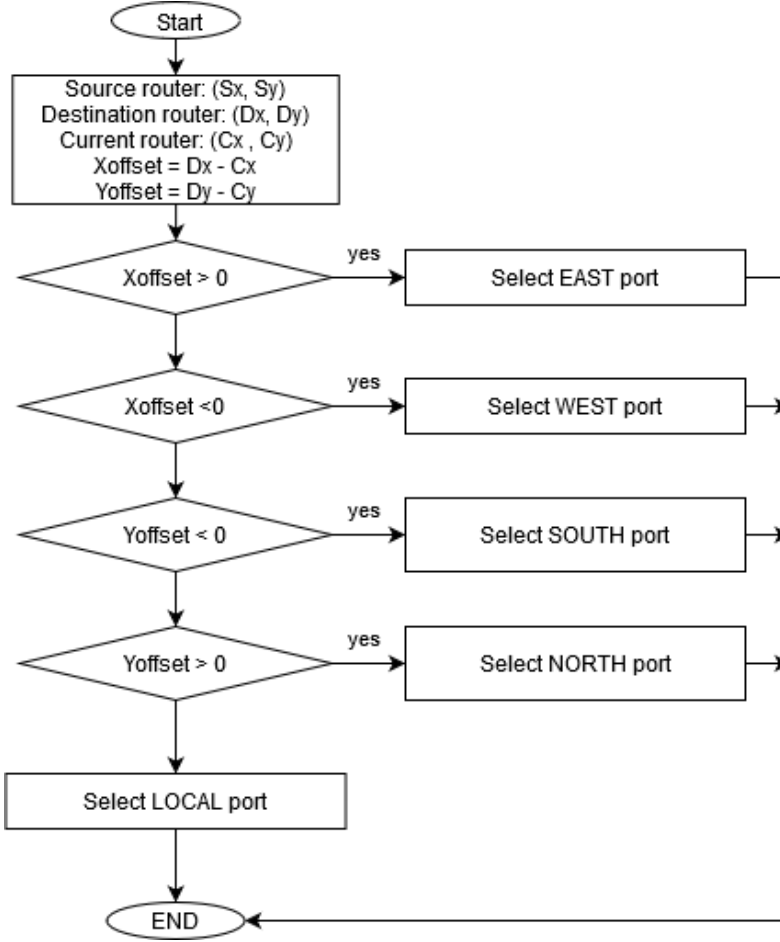 Start
Source router: (Sx, Sy)
Destination router: (Dx, Dy)
Current router: (Cx , Cy)
Xoffset = Dx - Cx
Yoffset = Dy - Cy
Xoffset > 0
yes
Select EAST port
Xoffset <0
yes
Select WEST port
Yoffset < 0
yes
Select SOUTH port
Yoffset > 0
yes
Select NORTH port
Select LOCAL port
END